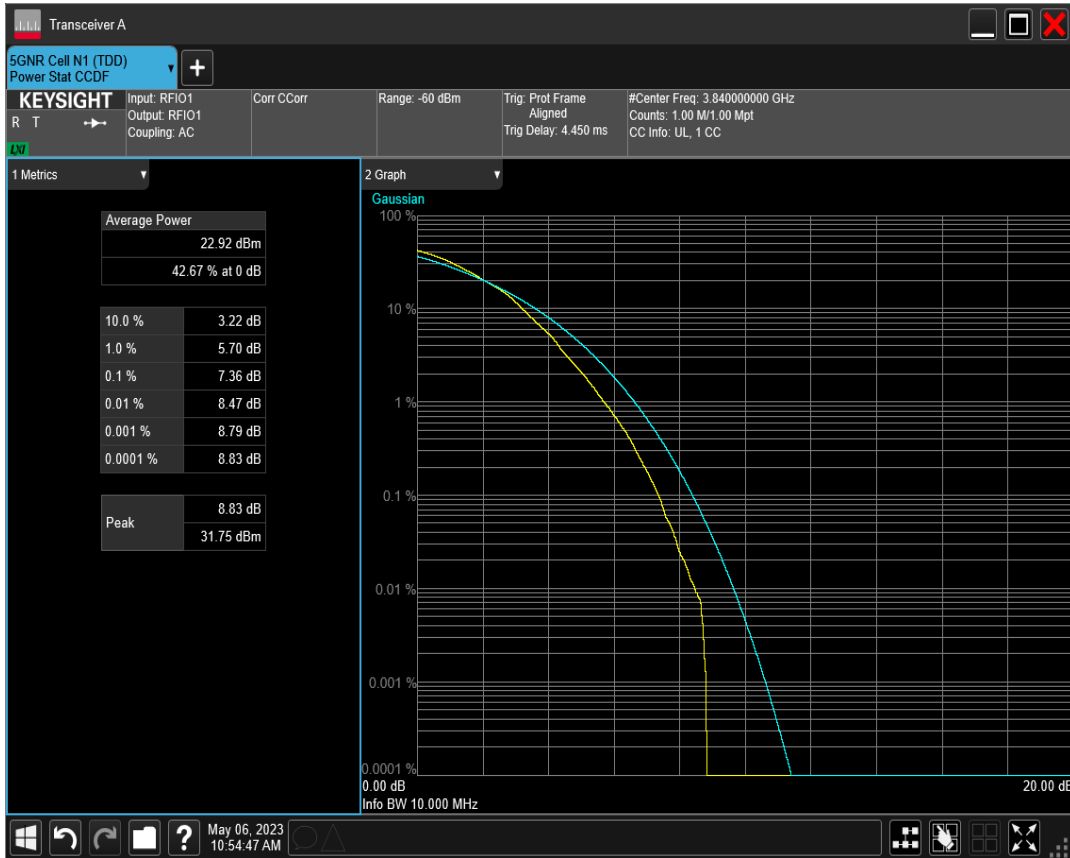 Transceiver A
5GNR Cell N1 (TDD)
Power Stat CCDF
+
KEYSIGHT
R T
LXI
Input: RFIO1
Output: RFIO1
Coupling: AC
Corr CCorr
Range: -60 dBm
Trig: Prot Frame
Aligned
Trig Delay: 4.450 ms
#Center Freq: 3.840000000 GHz
Counts: 1.00 M/1.00 Mpt
CC Info: UL, 1 CC
1 Metrics
Average Power
22.92 dBm
42.67 % at 0 dB
10.0 % 3.22 dB
1.0 % 5.70 dB
0.1 % 7.36 dB
0.01 % 8.47 dB
0.001 % 8.79 dB
0.0001 % 8.83 dB
Peak
8.83 dB
31.75 dBm
2 Graph
Gaussian
100 %
10 %
1 %
0.1 %
0.01 %
0.001 %
0.0001 %
0.00 dB 20.00 dB
Info BW 10.000 MHz
?
May 06, 2023
10:54:47 AM